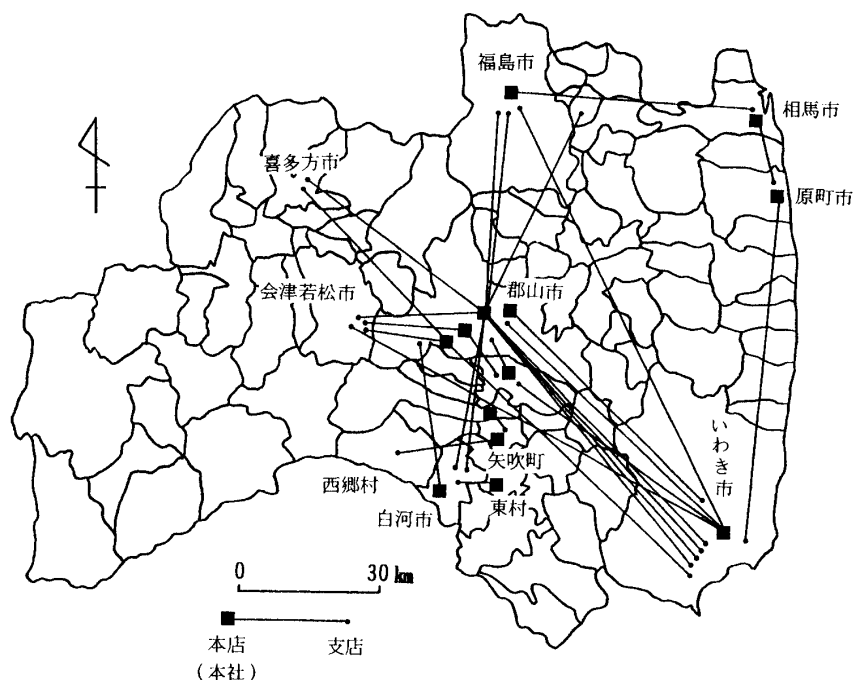 福島市
相馬市
喜多方市
原町市
会津若松市
郡山市
いわき市
矢吹町
西郷村
東村
白河市
0 30 km
本店 支店
(本社)